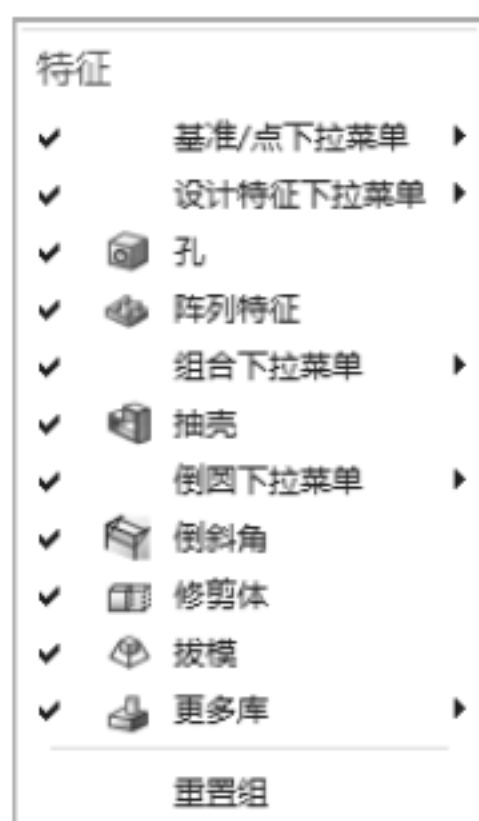 特征
基准/点下拉菜单
设计特征下拉菜单
孔
阵列特征
组合下拉菜单
抽壳
倒圆下拉菜单
倒斜角
修剪体
拔模
更多库
重置组